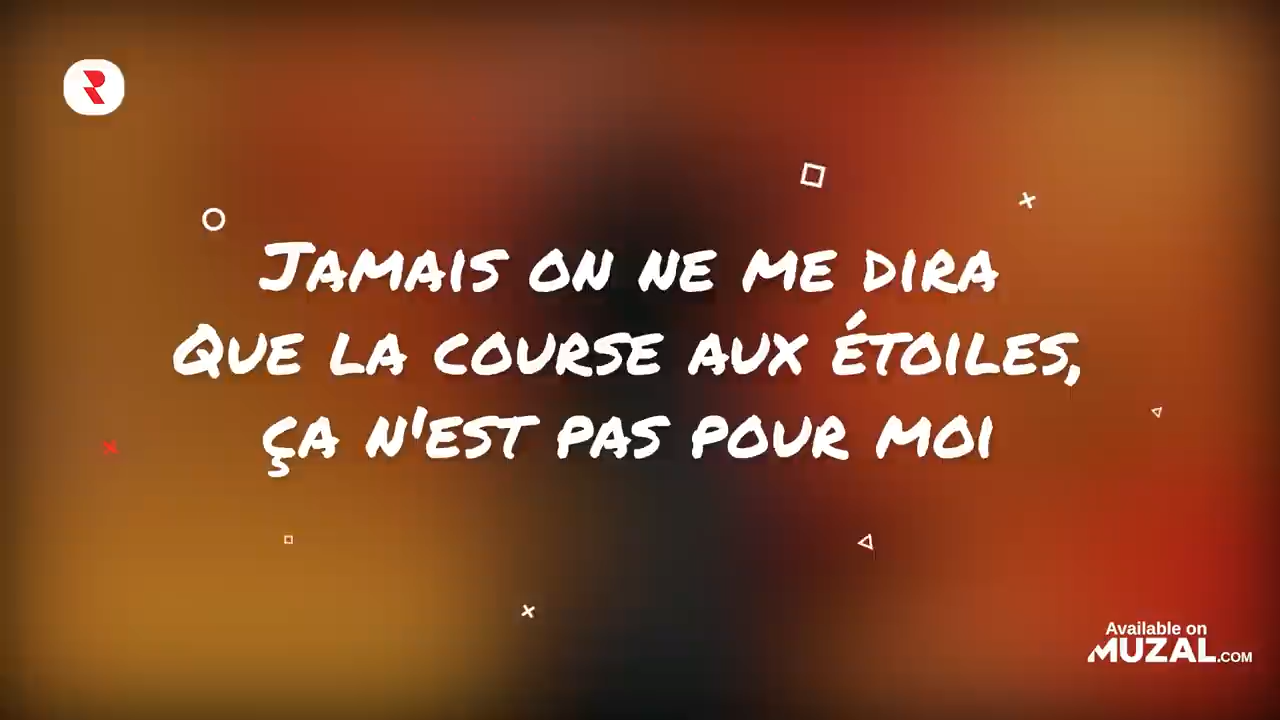 Jamais on ne me dira
Que la course aux étoiles,
ça n'est pas pour moi
Available on
MUZAL.COM